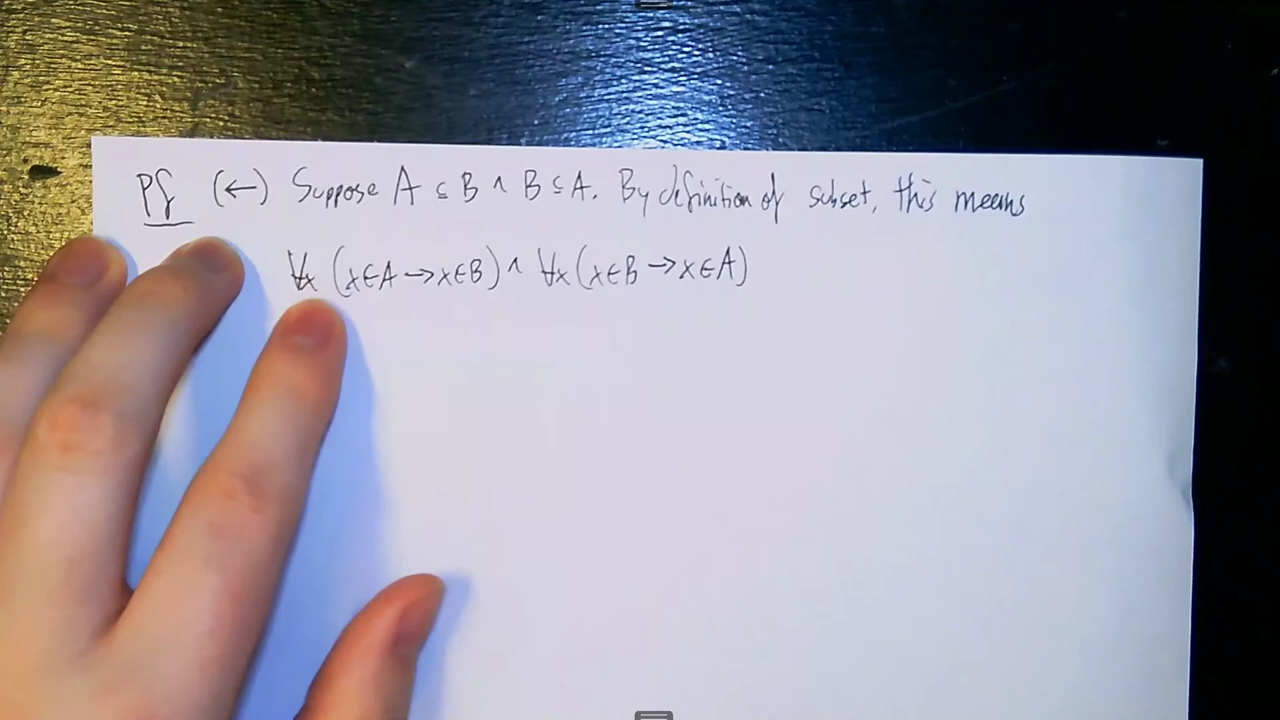 Pf (←) Suppose A ⊆ B ∧ B ⊆ A. By definition of subset, this means
∀x (x∈A → x∈B) ∧ ∀x (x∈B → x∈A)